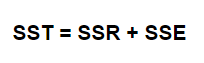 SST = SSR + SSE